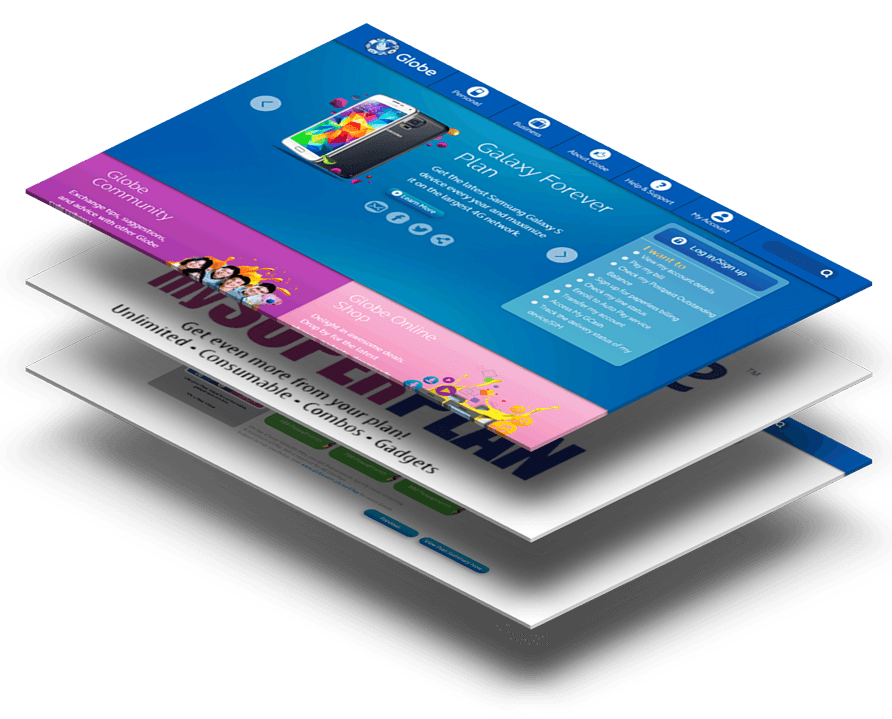 Globe
Personal
Business
About Globe
Help & Support
My Account
Galaxy Forever
Plan
Get the latest Samsung Galaxy S
device every year and maximize
it on the largest 4G network
Learn More
Log in/Sign up
I want to
View my account details
Pay my bill
Check my Postpaid Outstanding
Balance
Sign up for paperless billing
Check my line status
Enroll to Auto Pay service
Transfer my account
Access My GCash
Track the delivery status of my
device/SIM
Globe
Community
Exchange tips, suggestions,
and advice with other Globe
Globe Online
Shop
Delight in awesome deals.
Drop by for the latest
mySUPERPLAN
TM
Get even more from your plan!
Unlimited • Consumable • Combos • Gadgets